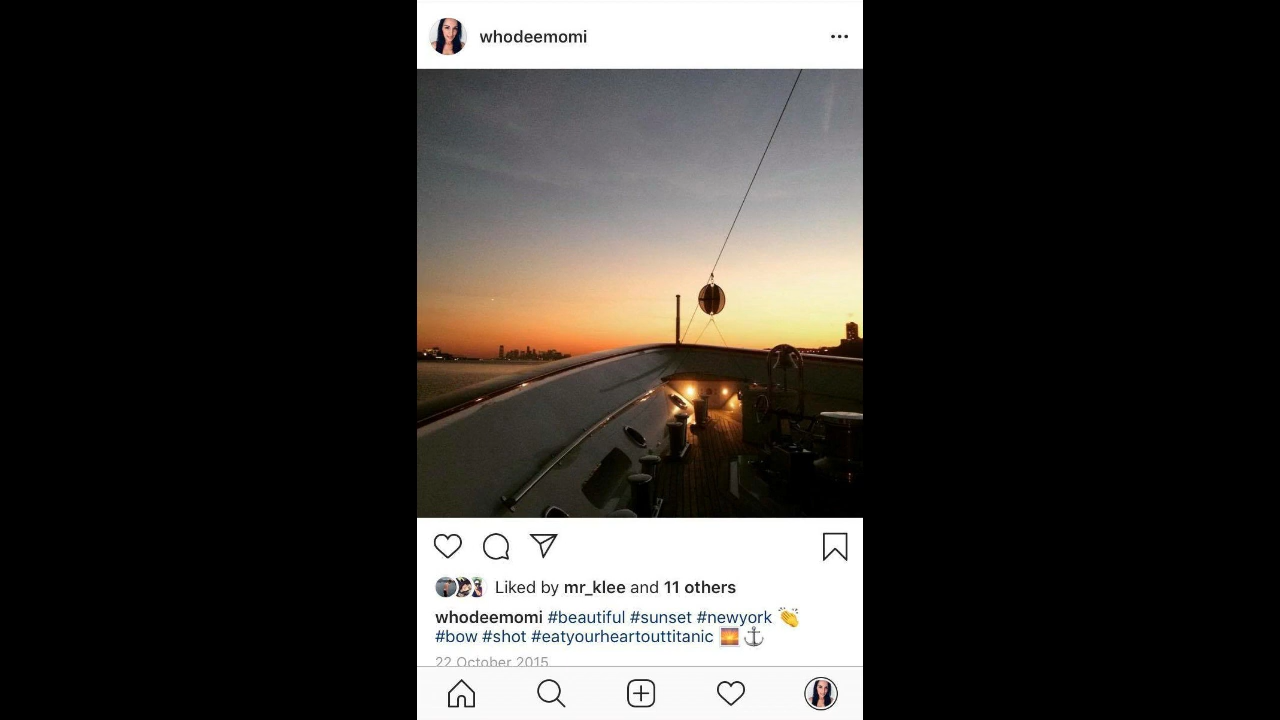 whodeemomi
Liked by mr_klee and 11 others
whodeemomi #beautiful #sunset #newyork 👏
#bow #shot #eatyourheartouttitanic 🌅⚓
22 October 2015